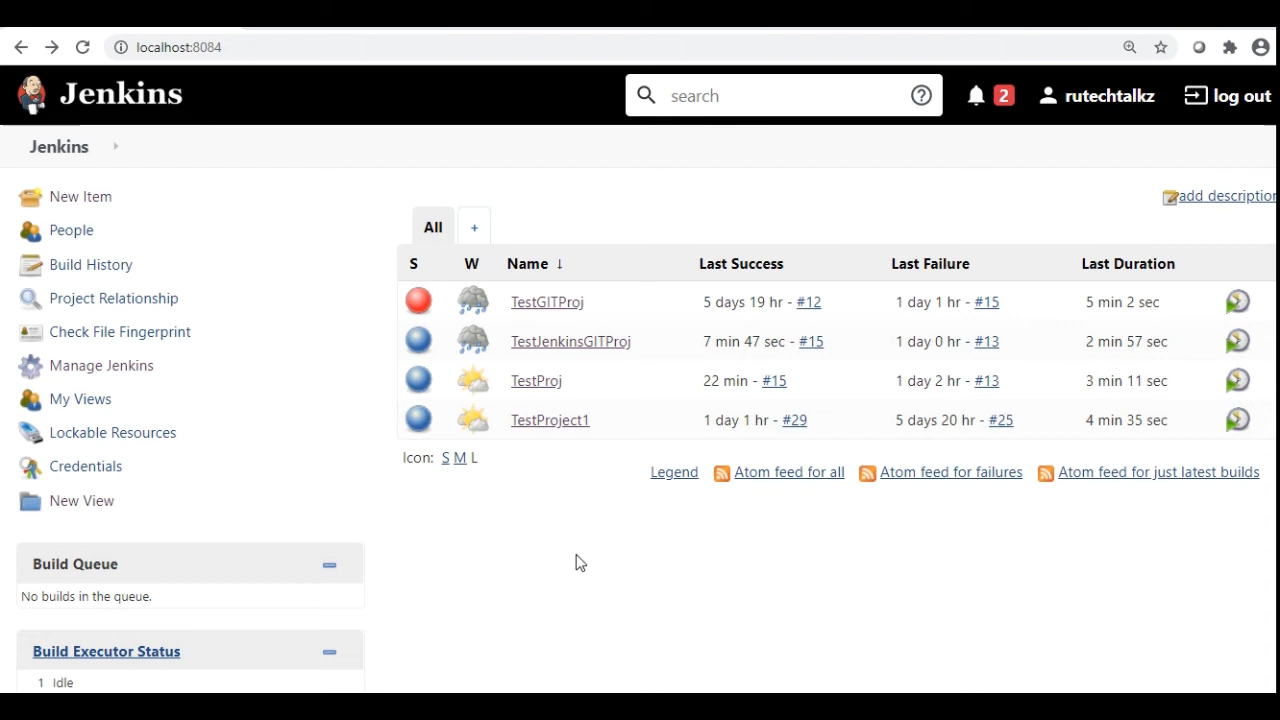 localhost:8084
Jenkins search 2 rutechtalkz log out
Jenkins
New Item
People
Build History
Project Relationship
Check File Fingerprint
Manage Jenkins
My Views
Lockable Resources
Credentials
New View
add description
All +
S W Name ↓ Last Success Last Failure Last Duration
TestGITProj 5 days 19 hr - #12 1 day 1 hr - #15 5 min 2 sec
TestJenkinsGITProj 7 min 47 sec - #15 1 day 0 hr - #13 2 min 57 sec
TestProj 22 min - #15 1 day 2 hr - #13 3 min 11 sec
TestProject1 1 day 1 hr - #29 5 days 20 hr - #25 4 min 35 sec
Icon: S M L
Legend Atom feed for all Atom feed for failures Atom feed for just latest builds
Build Queue
No builds in the queue.
Build Executor Status
1 Idle